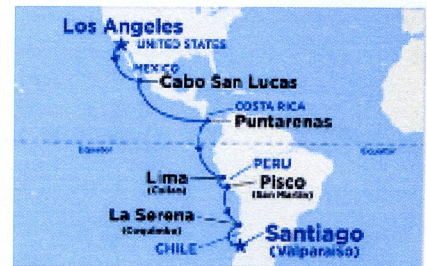 Los Angeles
UNITED STATES
MEXICO
Cabo San Lucas
COSTA RICA
Puntarenas
Equator
Equator
PERU
Lima
(Callao)
Pisco
(San Martin)
La Serena
(Coquimbo)
CHILE
Santiago
(Valparaiso)